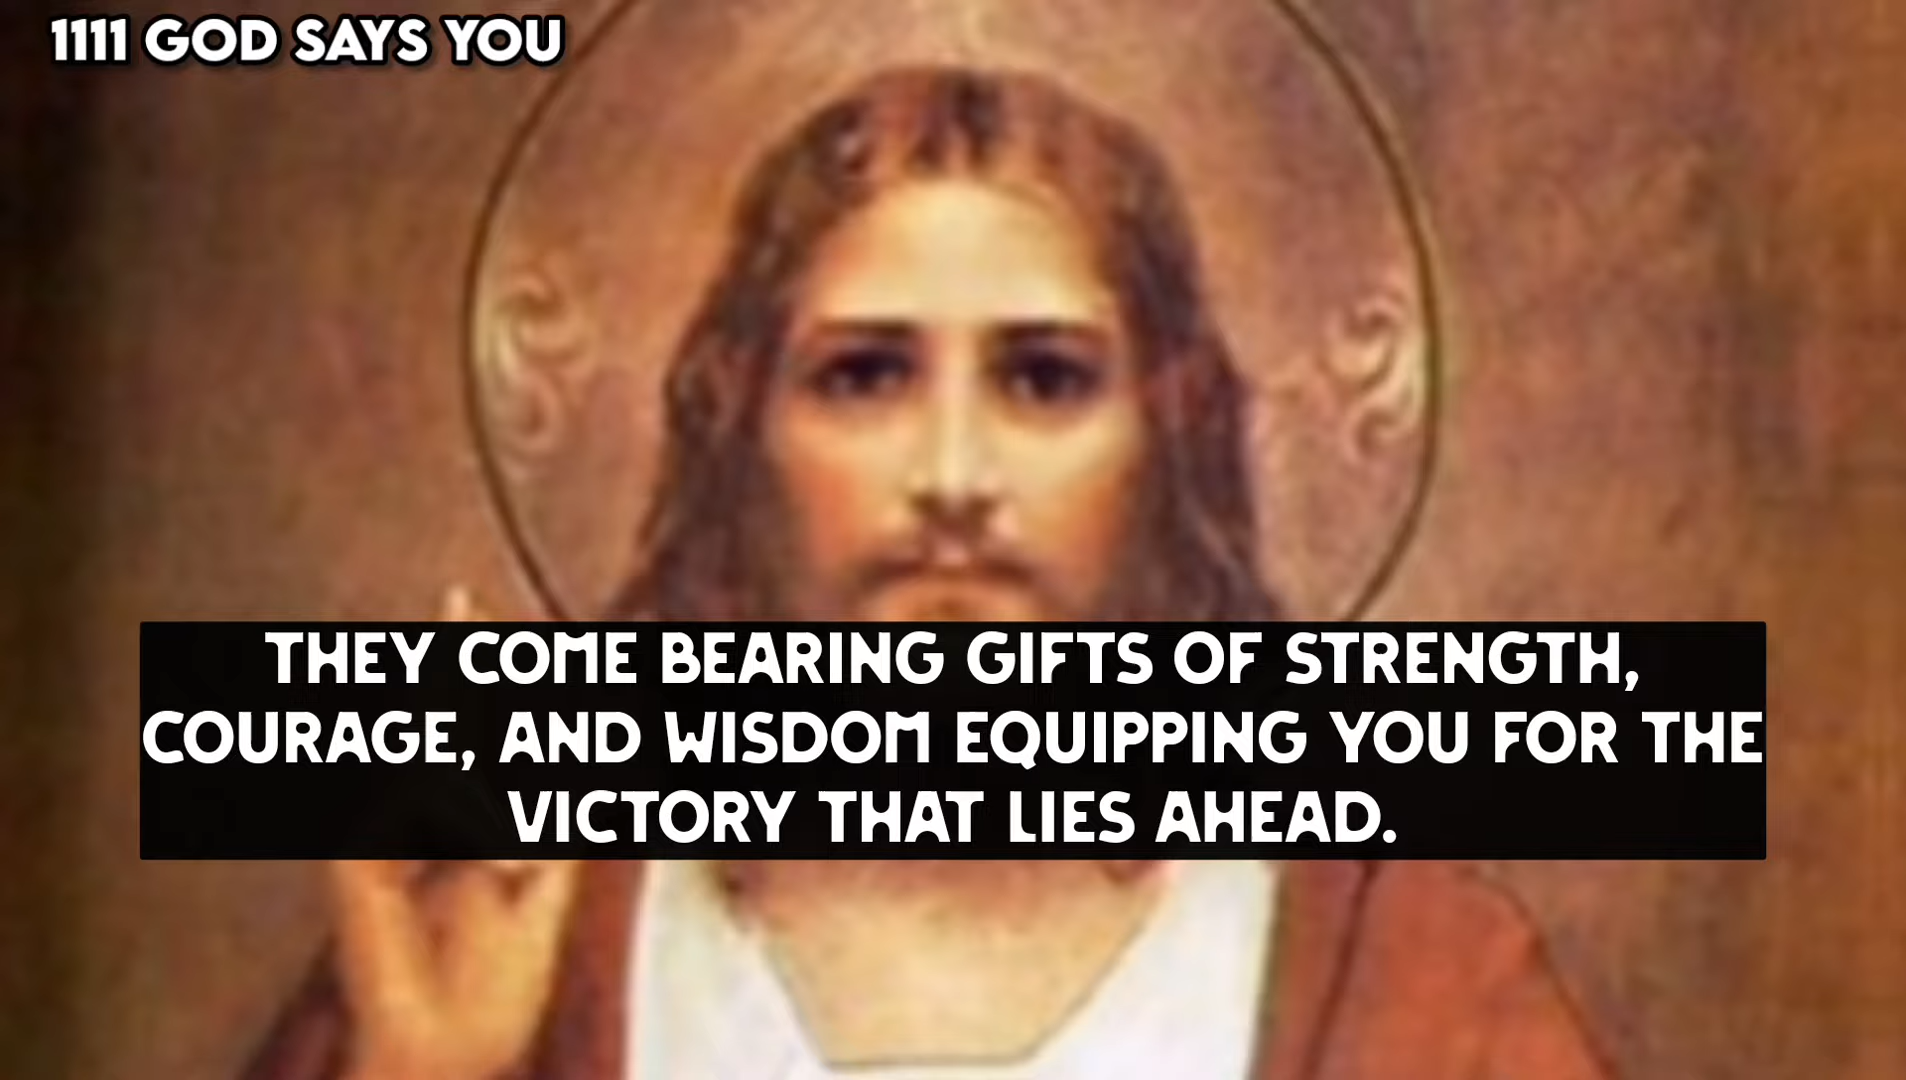 1111 GOD SAYS YOU
THEY COME BEARING GIFTS OF STRENGTH,
COURAGE, AND WISDOM EQUIPPING YOU FOR THE
VICTORY THAT LIES AHEAD.